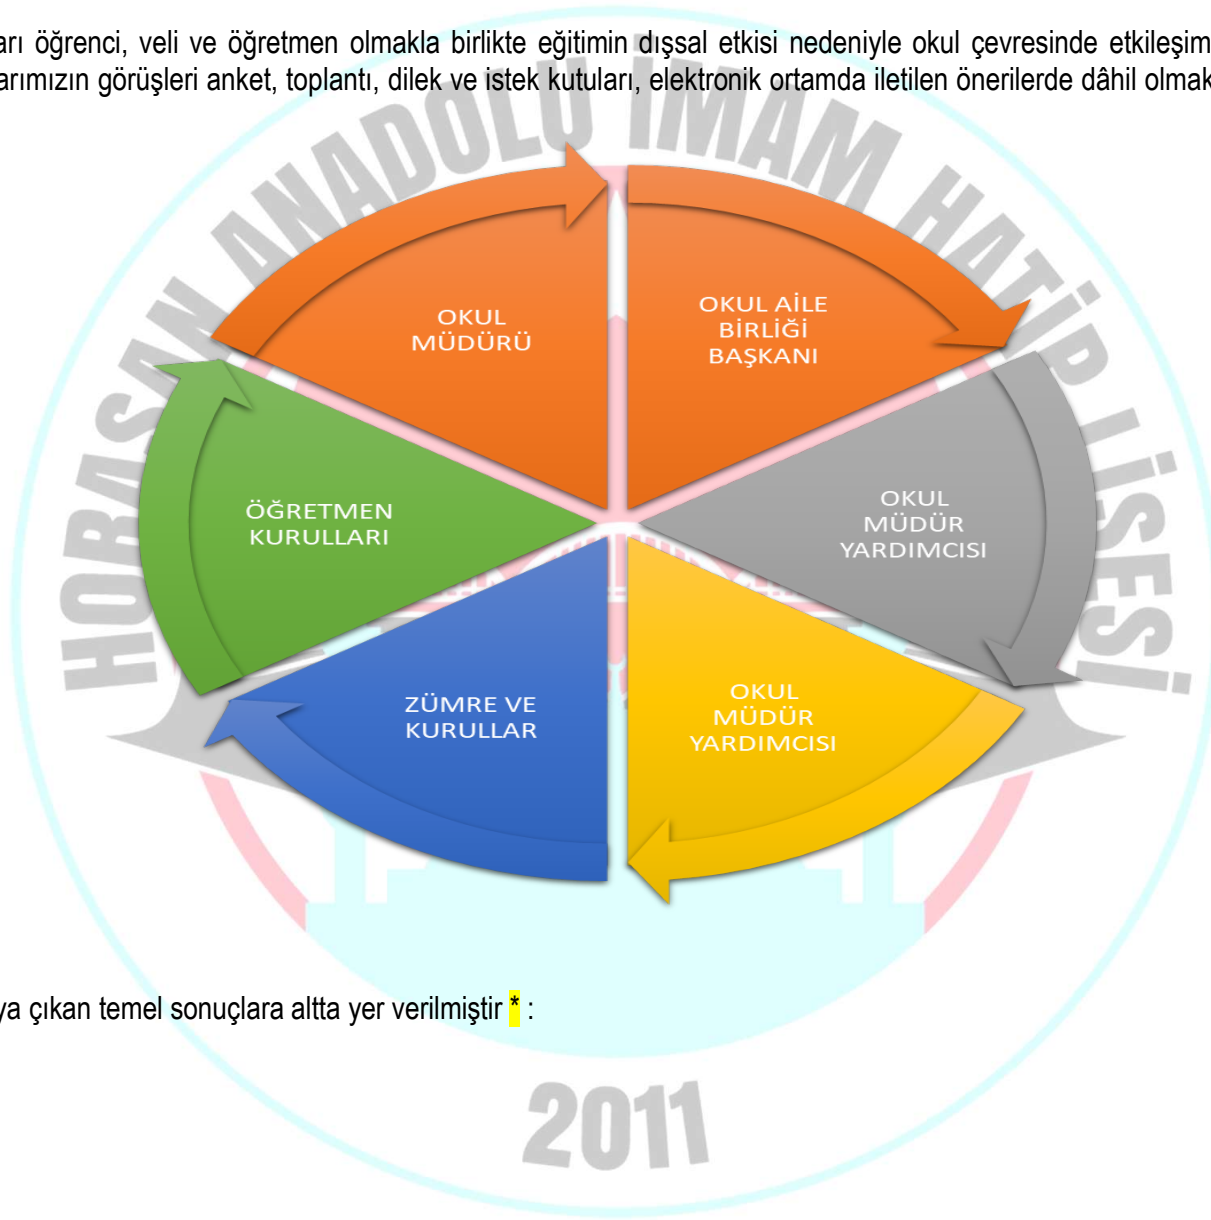 arı öğrenci, veli ve öğretmen olmakla birlikte eğitimin dışsal etkisi nedeniyle okul çevresinde etkileşim
arımızın görüşleri anket, toplantı, dilek ve istek kutuları, elektronik ortamda iletilen önerilerde dâhil olmak
HORASAN ANADOLU İMAM HATİP LİSESİ
OKUL
MÜDÜRÜ
OKUL AİLE
BİRLİĞİ
BAŞKANI
ÖĞRETMEN
KURULLARI
OKUL
MÜDÜR
YARDIMCISI
ZÜMRE VE
KURULLAR
OKUL
MÜDÜR
YARDIMCISI
ya çıkan temel sonuçlara altta yer verilmiştir * :
2011